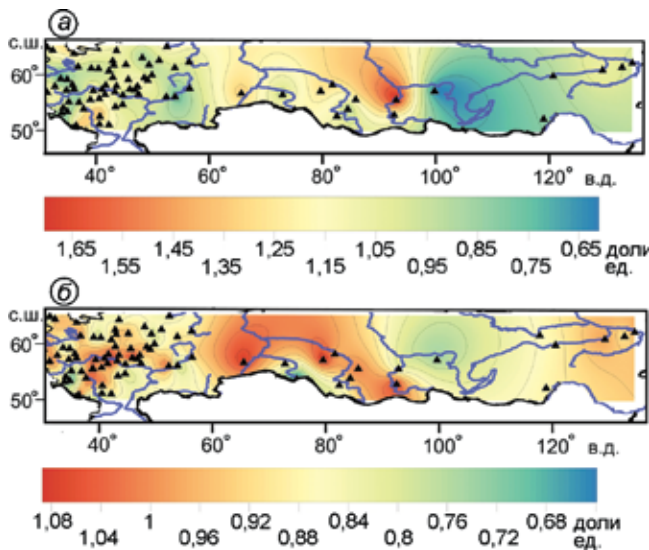 а
с.ш.
60°
50°
40° 60° 80° 100° 120° в.д.
1,65 1,45 1,25 1,05 0,85 0,65 доли
1,55 1,35 1,15 0,95 0,75 ед.
б
с.ш.
60°
50°
40° 60° 80° 100° 120° в.д.
1,08 1 0,92 0,84 0,76 0,68 доли
1,04 0,96 0,88 0,8 0,72 ед.